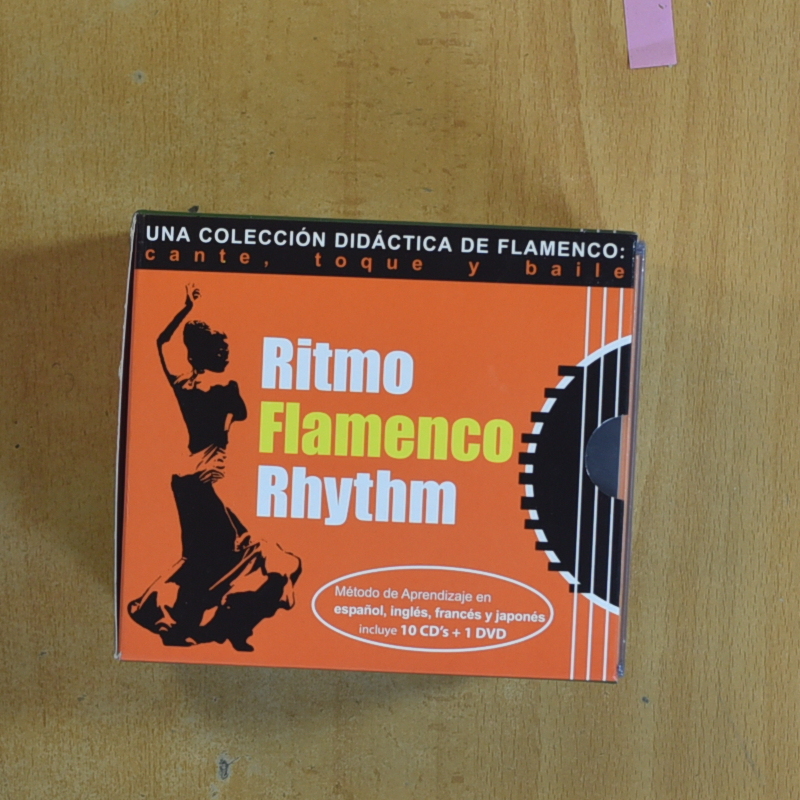 UNA COLECCIÓN DIDÁCTICA DE FLAMENCO:
cante, toque y baile
Ritmo
Flamenco
Rhythm
Método de Aprendizaje en
español, inglés, francés y japonés
incluye 10 CD's + 1 DVD